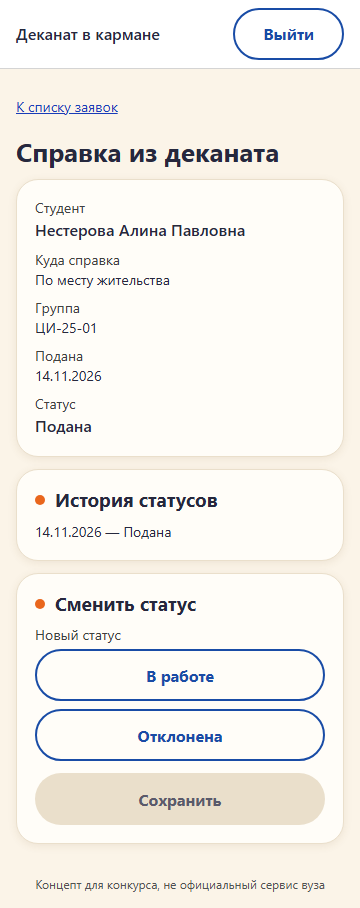 Деканат в кармане
Выйти
К списку заявок
Справка из деканата
Студент
Нестерова Алина Павловна
Куда справка
По месту жительства
Группа
ЦИ-25-01
Подана
14.11.2026
Статус
Подана
История статусов
14.11.2026 — Подана
Сменить статус
Новый статус
В работе
Отклонена
Сохранить
Концепт для конкурса, не официальный сервис вуза